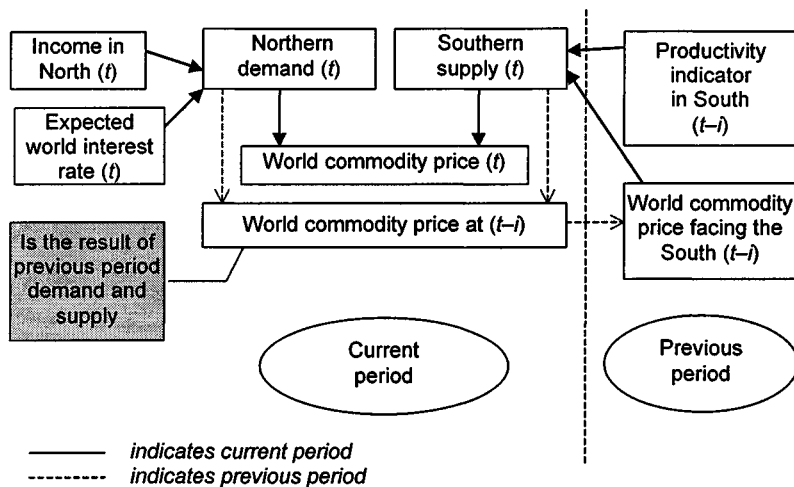 Income in
North (t)
Northern
demand (t)
Southern
supply (t)
Productivity
indicator
in South
(t–i)
Expected
world interest
rate (t)
World commodity price (t)
World commodity price at (t–i)
World commodity
price facing the
South (t–i)
Is the result of
previous period
demand and
supply
Current
period
Previous
period
indicates current period
indicates previous period